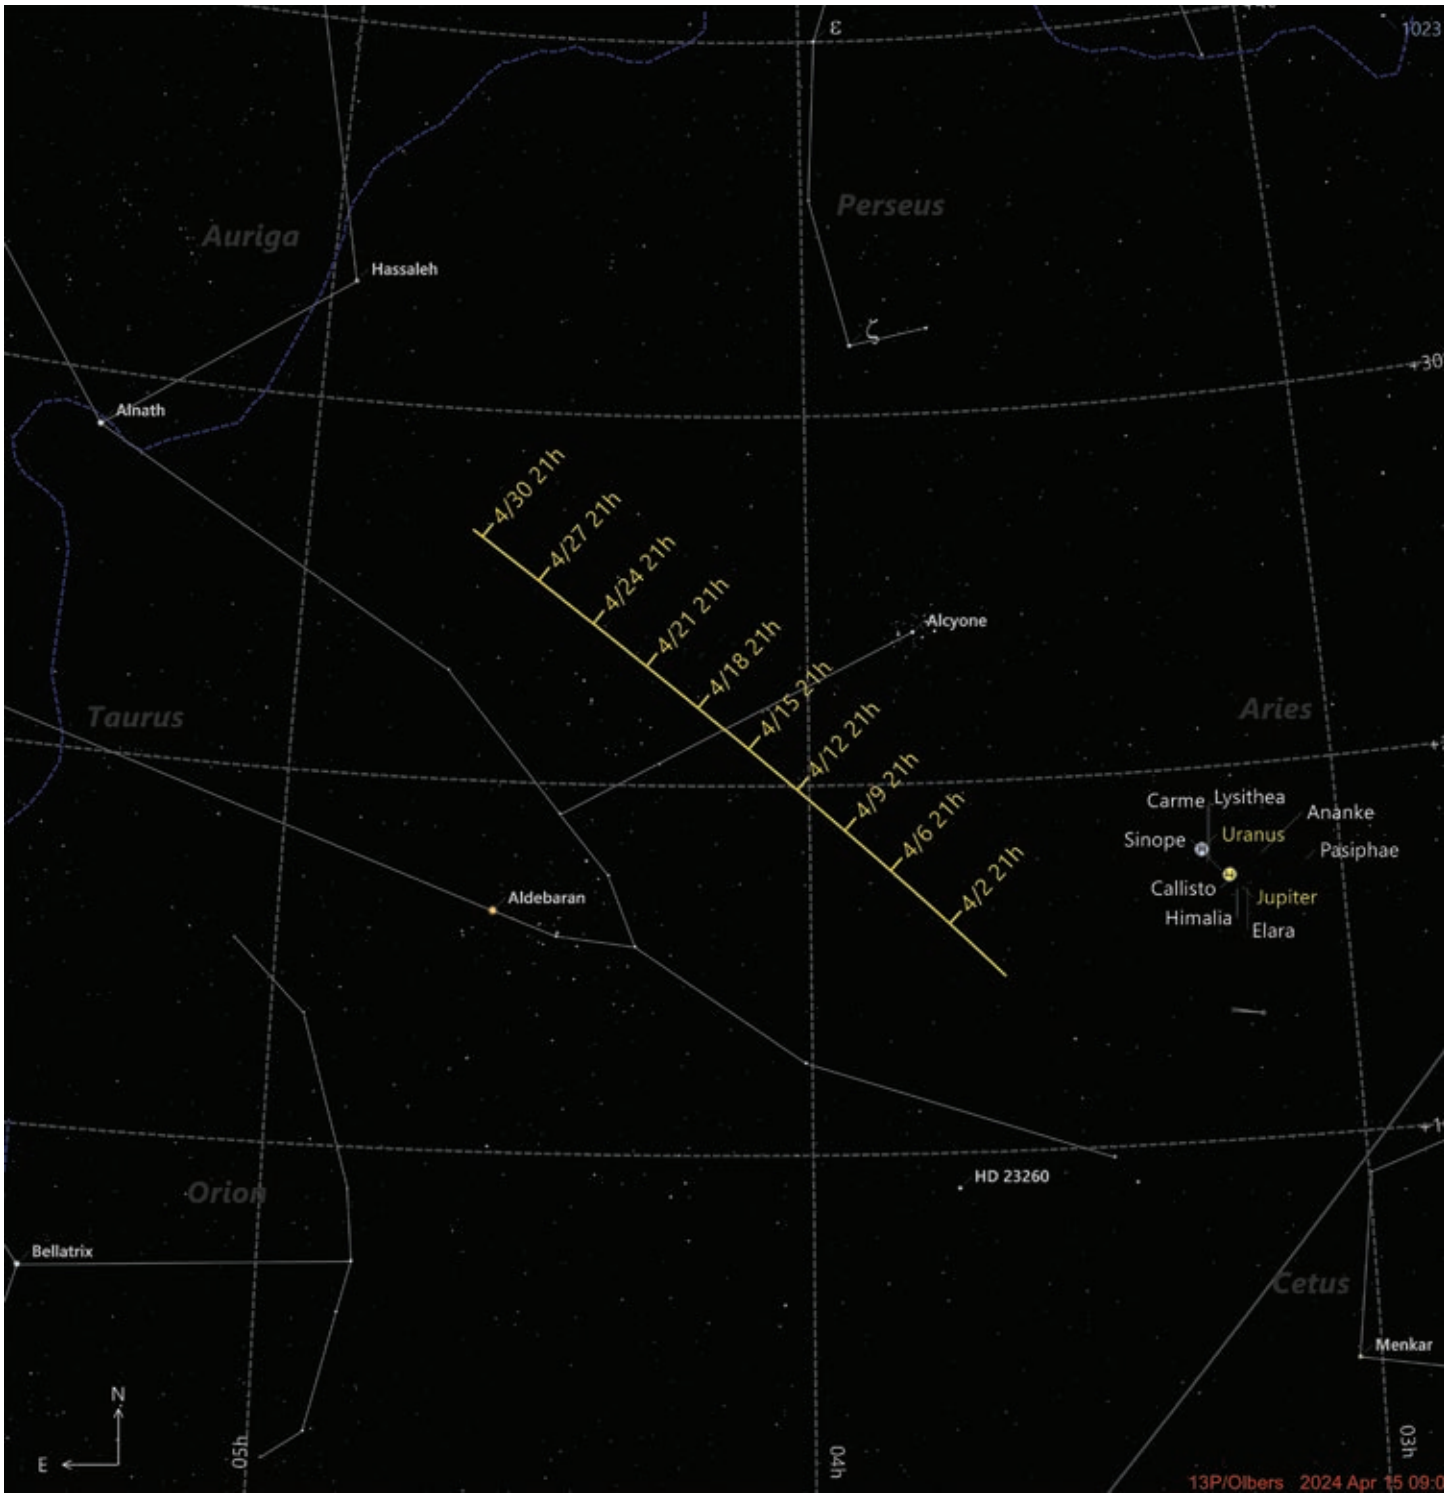 ε
1023
Perseus
Auriga
Hassaleh
ζ
+30
Alnath
4/30 21h
4/27 21h
4/24 21h
4/21 21h
Alcyone
4/18 21h
4/15 21h
Taurus
Aries
4/12 21h
4/9 21h
4/6 21h
4/2 21h
Carme
Lysithea
Ananke
Sinope
Uranus
Pasiphae
Callisto
Jupiter
Himalia
Elara
Aldebaran
HD 23260
Orion
Bellatrix
Cetus
Menkar
N
E
05h
04h
03h
13P/Olbers 2024 Apr 15 09:0